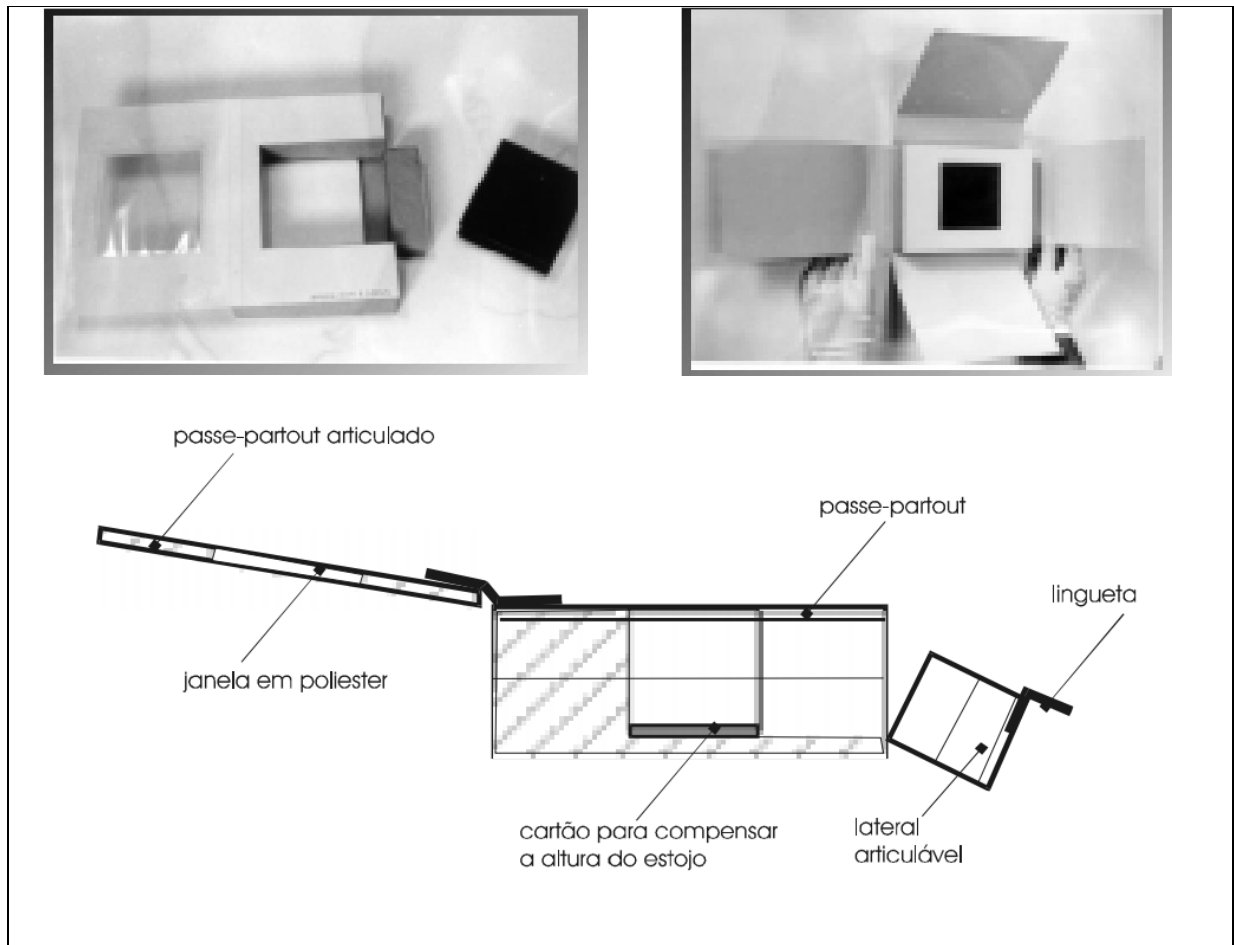 passe-partout articulado
passe-partout
lingueta
janela em poliester
cartão para compensar
a altura do estojo
lateral
articulável